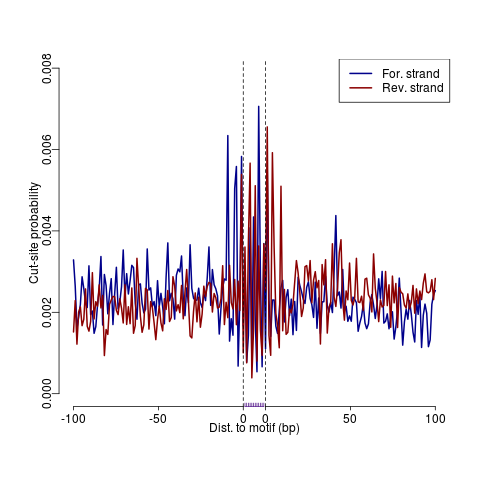 For. strand
Rev. strand
Cut-site probability
0.008
0.006
0.004
0.002
0.000
-100
-50
0
0
50
100
Dist. to motif (bp)